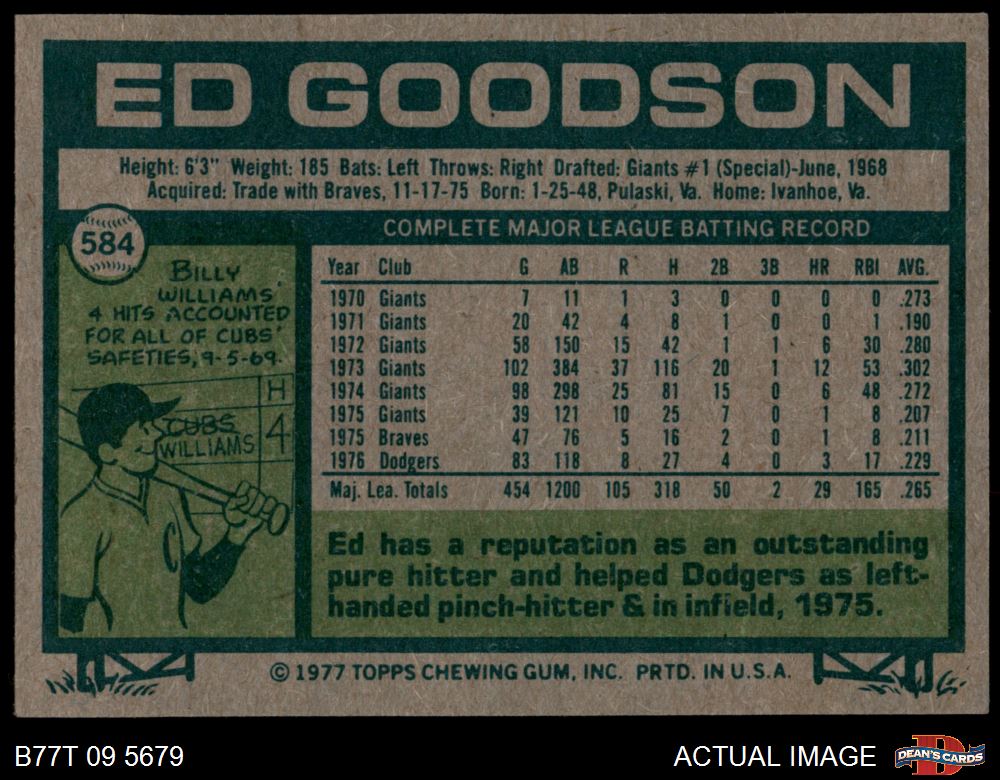 ED GOODSON
Height: 6'3" Weight: 185 Bats: Left Throws: Right Drafted: Giants #1 (Special)-June, 1968
Acquired: Trade with Braves, 11-17-75 Born: 1-25-48, Pulaski, Va. Home: Ivanhoe, Va.
584
BILLY
WILLIAMS'
4 HITS ACCOUNTED
FOR ALL OF CUBS'
SAFETIES, 9-5-69.
H
CUBS
WILLIAMS 4
C
COMPLETE MAJOR LEAGUE BATTING RECORD
Year Club G AB R H 2B 3B HR RBI AVG.
1970 Giants 7 11 1 3 0 0 0 0 .273
1971 Giants 20 42 4 8 1 0 0 1 .190
1972 Giants 58 150 15 42 1 1 6 30 .280
1973 Giants 102 384 37 116 20 1 12 53 .302
1974 Giants 98 298 25 81 15 0 6 48 .272
1975 Giants 39 121 10 25 7 0 1 8 .207
1975 Braves 47 76 5 16 2 0 1 8 .211
1976 Dodgers 83 118 8 27 4 0 3 17 .229
Maj. Lea. Totals 454 1200 105 318 50 2 29 165 .265
Ed has a reputation as an outstanding
pure hitter and helped Dodgers as left-
handed pinch-hitter & in infield, 1975.
© 1977 TOPPS CHEWING GUM, INC. PRTD. IN U.S.A.
B77T 09 5679
ACTUAL IMAGE
D
DEAN'S CARDS